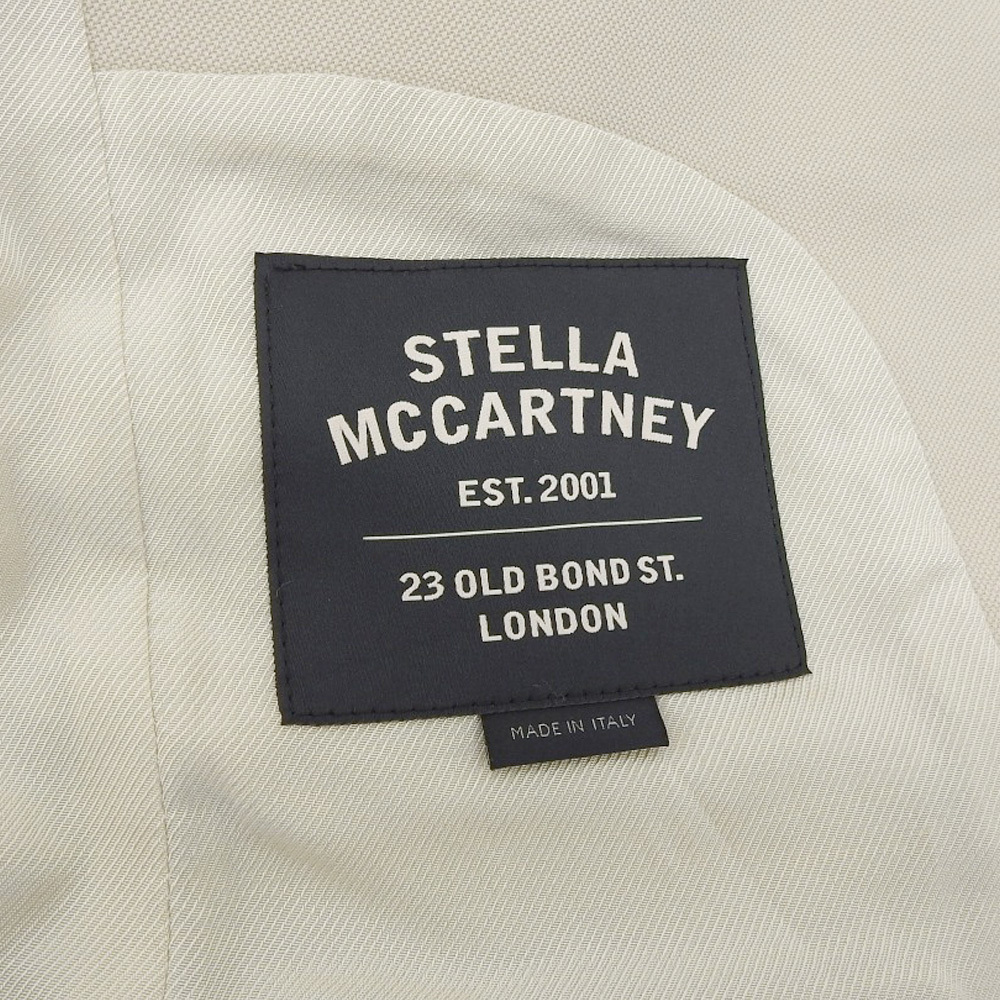 STELLA
MCCARTNEY
EST. 2001
23 OLD BOND ST.
LONDON
MADE IN ITALY